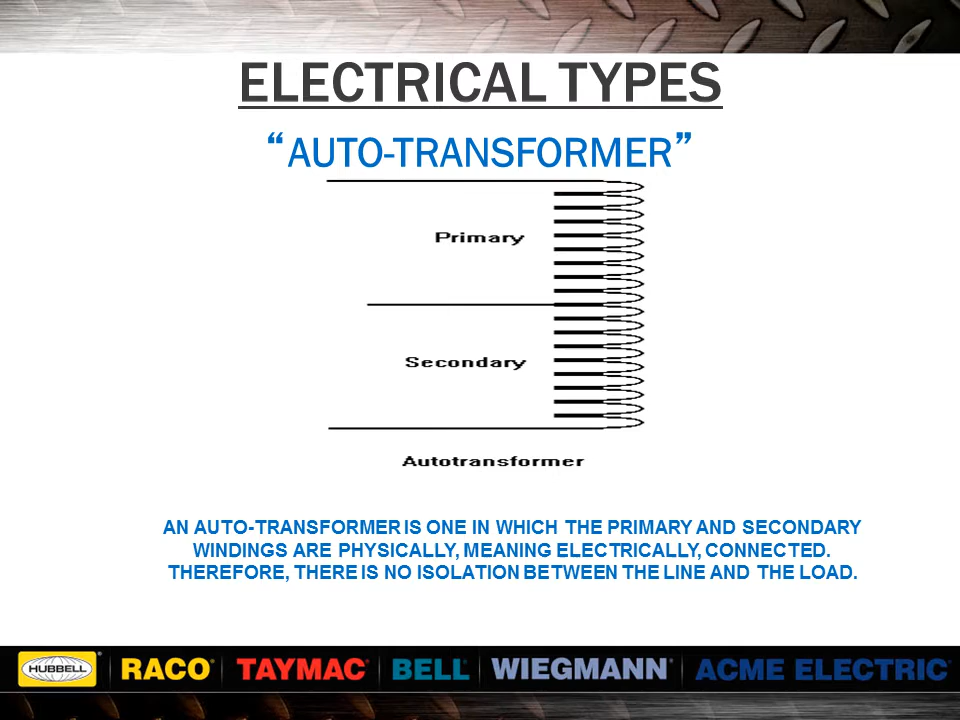 ELECTRICAL TYPES
“AUTO-TRANSFORMER”
Primary
Secondary
Autotransformer
AN AUTO-TRANSFORMER IS ONE IN WHICH THE PRIMARY AND SECONDARY
WINDINGS ARE PHYSICALLY, MEANING ELECTRICALLY, CONNECTED.
THEREFORE, THERE IS NO ISOLATION BETWEEN THE LINE AND THE LOAD.
HUBBELL® RACO® TAYMAC® BELL® WIEGMANN® ACME ELECTRIC®